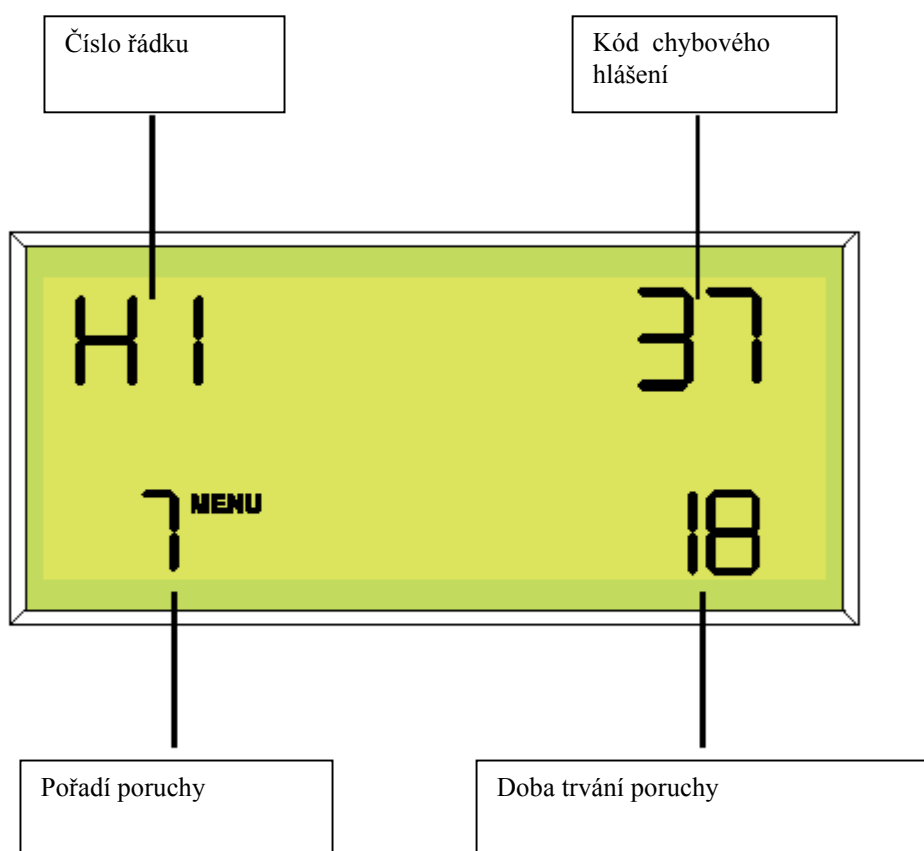 Číslo řádku
Kód chybového
hlášení
H1
37
7 MENU
18
Pořadí poruchy
Doba trvání poruchy